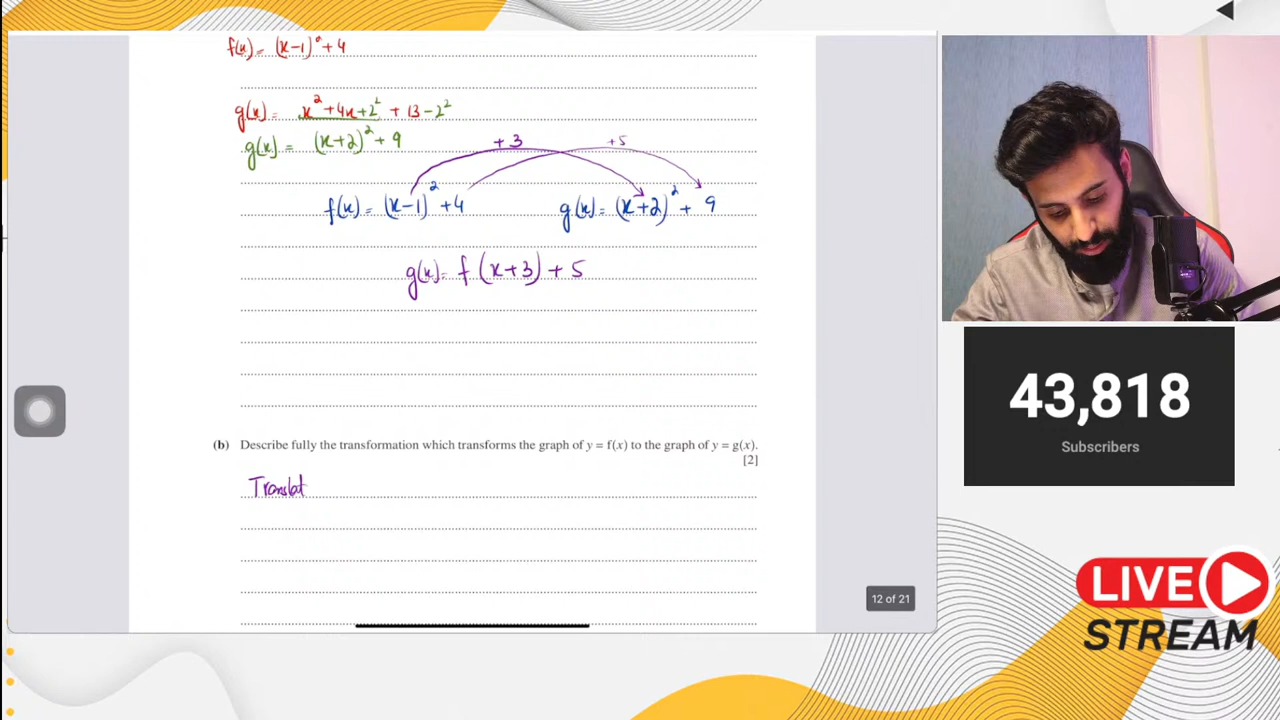 f(x) = (x-1)² + 4
g(x) = x² + 4x + 2² + 13 - 2²
g(x) = (x+2)² + 9
+3
+5
f(x) = (x-1)² + 4
g(x) = (x+2)² + 9
g(x) = f(x+3) + 5
(b) Describe fully the transformation which transforms the graph of y = f(x) to the graph of y = g(x).
[2]
Translat
12 of 21
43,818
Subscribers
LIVE
STREAM